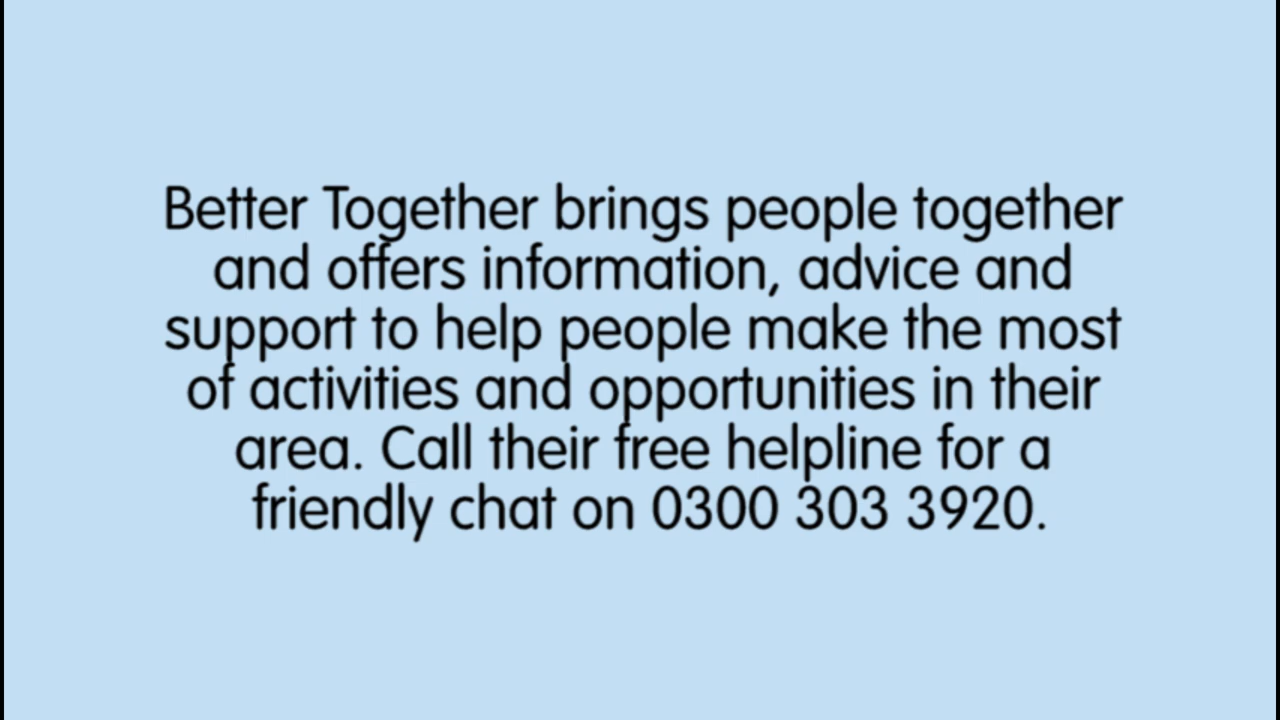 Better Together brings people together
and offers information, advice and
support to help people make the most
of activities and opportunities in their
area. Call their free helpline for a
friendly chat on 0300 303 3920.